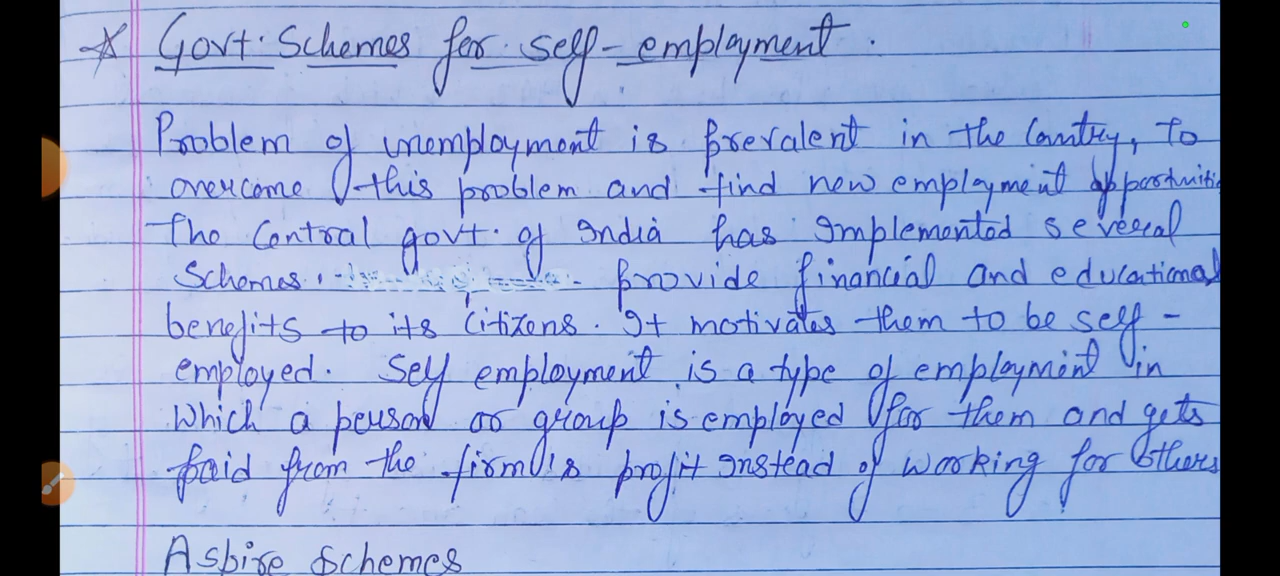 * Govt. Schemes for self-employment.
Problem of unemployment is prevalent in the Country, To
overcome this problem and find new employment opportunitie
The Central govt. of India has Implemented several
Schemes. provide financial and educational
benefits to its citizens. It motivates them to be self-
employed. Self employment is a type of employment in
which a person or group is employed for them and gets
paid from the firm's profit instead of working for others
Aspire Schemes